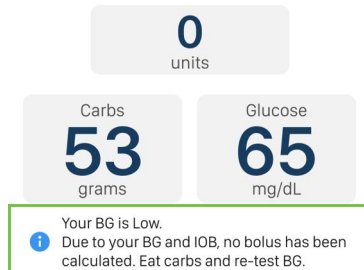 0
units
Carbs
53
grams
Glucose
65
mg/dL
Your BG is Low.
Due to your BG and IOB, no bolus has been
calculated. Eat carbs and re-test BG.